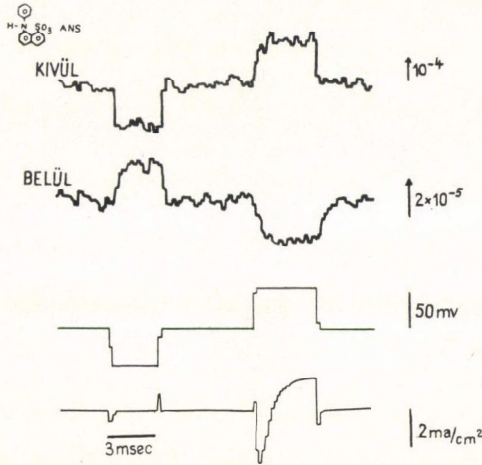 H-N SO3 ANS
KIVÜL
10⁻⁴
BELÜL
2×10⁻⁵
50mv
3msec
2ma/cm²